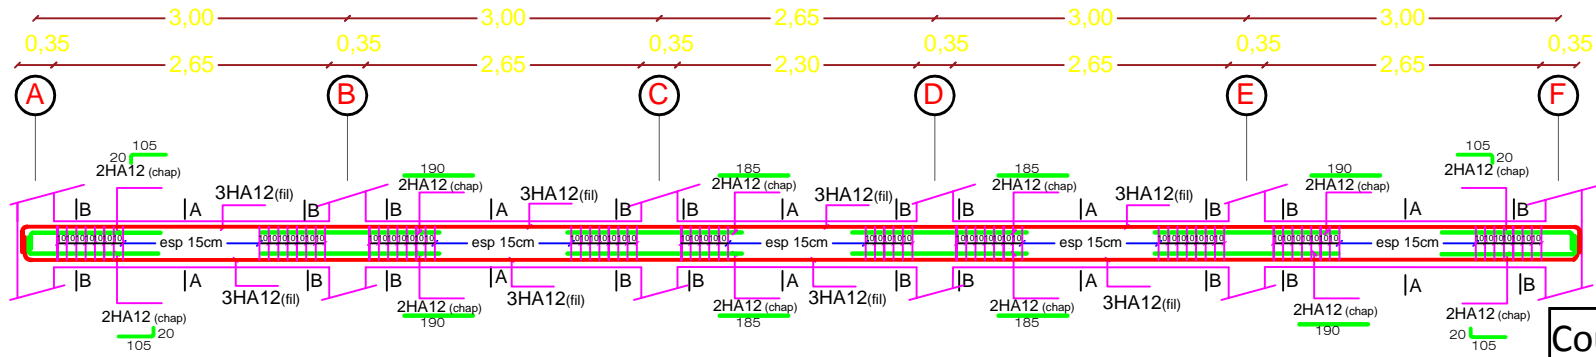 3,00 3,00 2,65 3,00 3,00
0,35 0,35 0,35 0,35 0,35 0,35
2,65 2,65 2,30 2,65 2,65
A B C D E F
105 20 2HA12 (chap)
190 2HA12 (chap)
185 2HA12 (chap)
185 2HA12 (chap)
190 2HA12 (chap)
105 20 2HA12 (chap)
3HA12(fil) 3HA12(fil) 3HA12(fil) 3HA12(fil)
B A B B A B B A B B A B B A B
esp 15cm esp 15cm esp 15cm esp 15cm esp 15cm
B A B B A B B A B B A B B A B
3HA12(fil) 3HA12(fil) 3HA12(fil) 3HA12(fil)
2HA12 (chap) 20 105
2HA12 (chap) 190
2HA12 (chap) 185
2HA12 (chap) 185
2HA12 (chap) 190
2HA12 (chap) 20 105